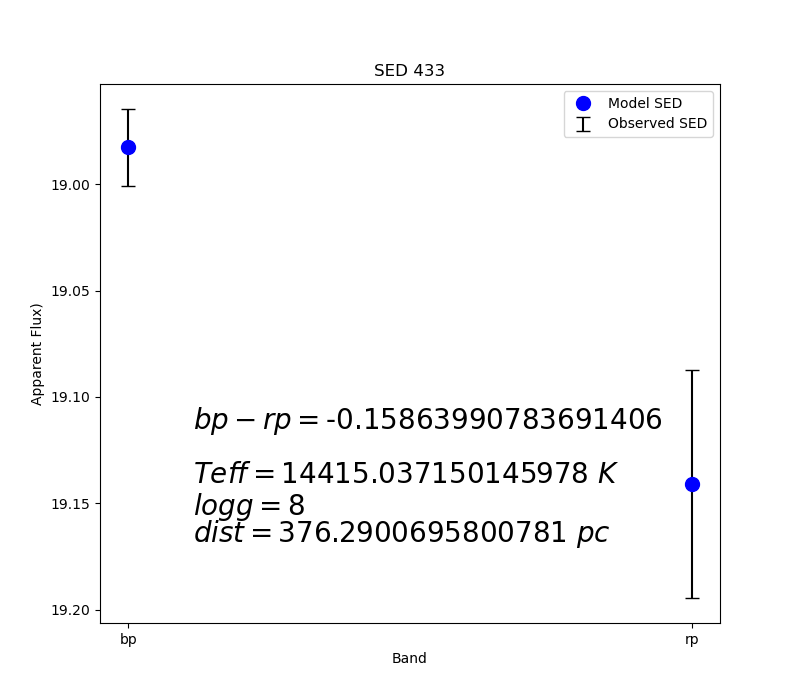 SED 433
Model SED
Observed SED
19.00
19.05
19.10
19.15
19.20
Apparent Flux)
bp − rp = -0.15863990783691406
Teff = 14415.037150145978 K
logg = 8
dist = 376.2900695800781 pc
bp
rp
Band